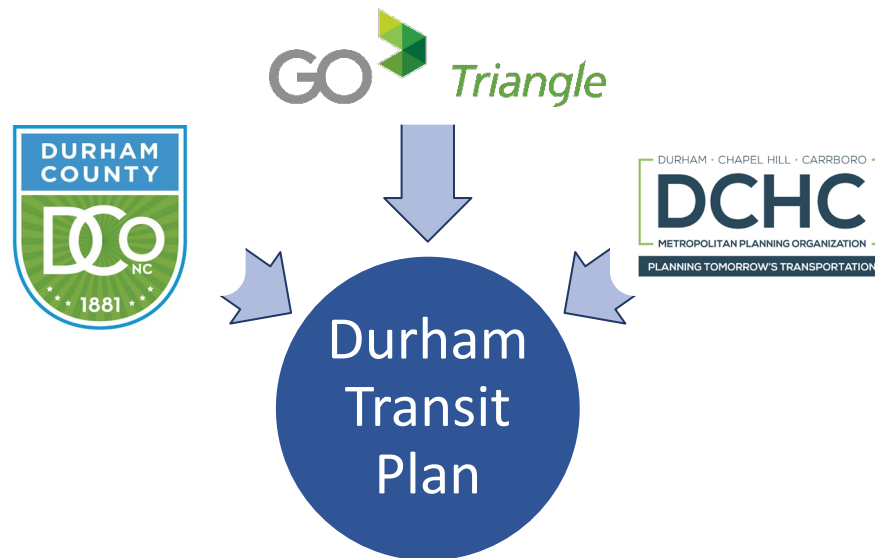 GO Triangle
DURHAM
COUNTY
DCO
NC
1881
DURHAM · CHAPEL HILL · CARRBORO
DCHC
METROPOLITAN PLANNING ORGANIZATION
PLANNING TOMORROW'S TRANSPORTATION
Durham
Transit
Plan